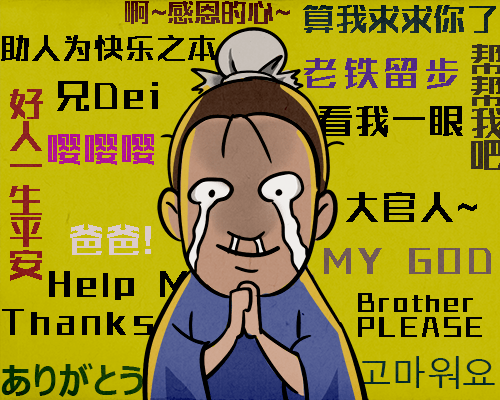 啊~感恩的心~
算我求求你了
助人为快乐之本
老铁留步
帮帮我吧
兄Dei
看我一眼
好人一生平安
嘤嘤嘤
大官人~
爸爸!
MY GOD
Help M
Brother
PLEASE
Thanks
ありがとう
고마워요